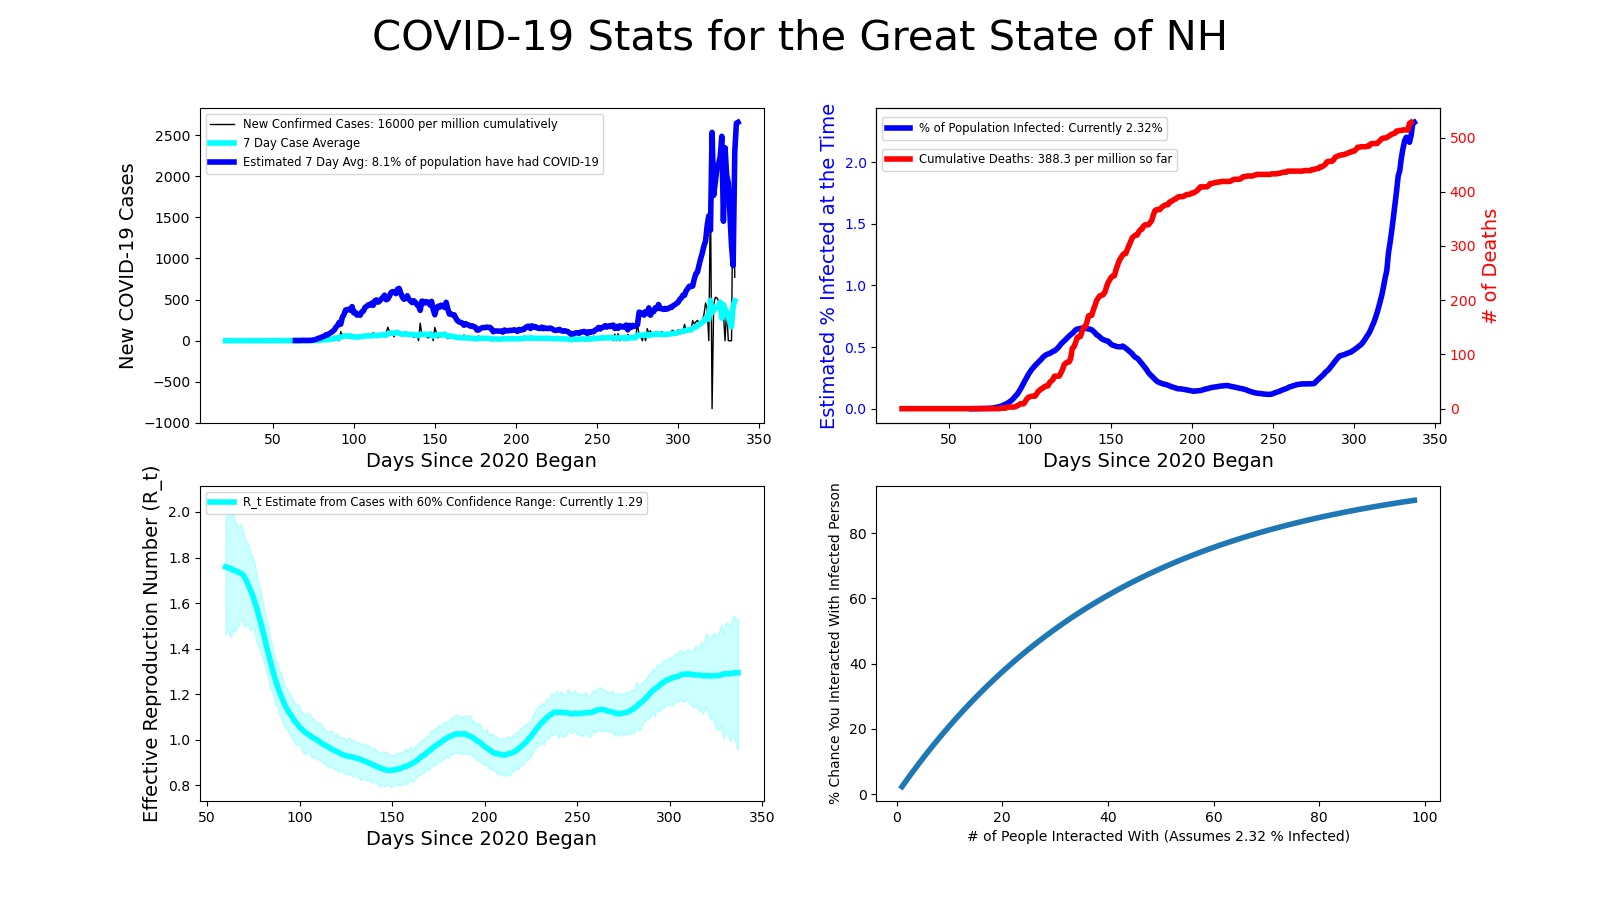 COVID-19 Stats for the Great State of NH
New COVID-19 Cases
2500
2000
1500
1000
500
0
−500
−1000
New Confirmed Cases: 16000 per million cumulatively
7 Day Case Average
Estimated 7 Day Avg: 8.1% of population have had COVID-19
50 100 150 200 250 300 350
Days Since 2020 Began
Estimated % Infected at the Time
2.0
1.5
1.0
0.5
0.0
% of Population Infected: Currently 2.32%
Cumulative Deaths: 388.3 per million so far
500
400
300
200
100
0
# of Deaths
50 100 150 200 250 300 350
Days Since 2020 Began
Effective Reproduction Number (R_t)
2.0
1.8
1.6
1.4
1.2
1.0
0.8
R_t Estimate from Cases with 60% Confidence Range: Currently 1.29
50 100 150 200 250 300 350
Days Since 2020 Began
% Chance You Interacted With Infected Person
80
60
40
20
0
0 20 40 60 80 100
# of People Interacted With (Assumes 2.32 % Infected)